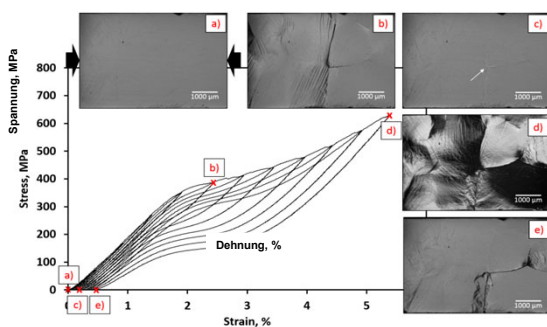 a)
b)
c)
1000 µm
1000 µm
1000 µm
Spannung, MPa
Stress, MPa
800
700
600
500
400
300
200
100
0
d)
1000 µm
e)
1000 µm
b)
d)
a)
c)
e)
Dehnung, %
0
1
2
3
4
5
Strain, %